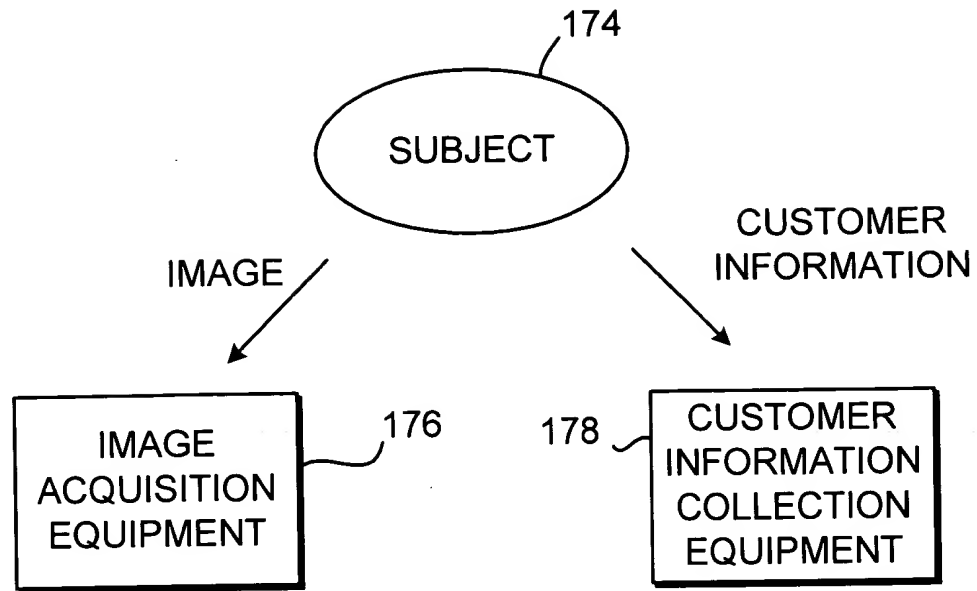 174
SUBJECT
CUSTOMER
INFORMATION
IMAGE
IMAGE
ACQUISITION
EQUIPMENT
176
178
CUSTOMER
INFORMATION
COLLECTION
EQUIPMENT